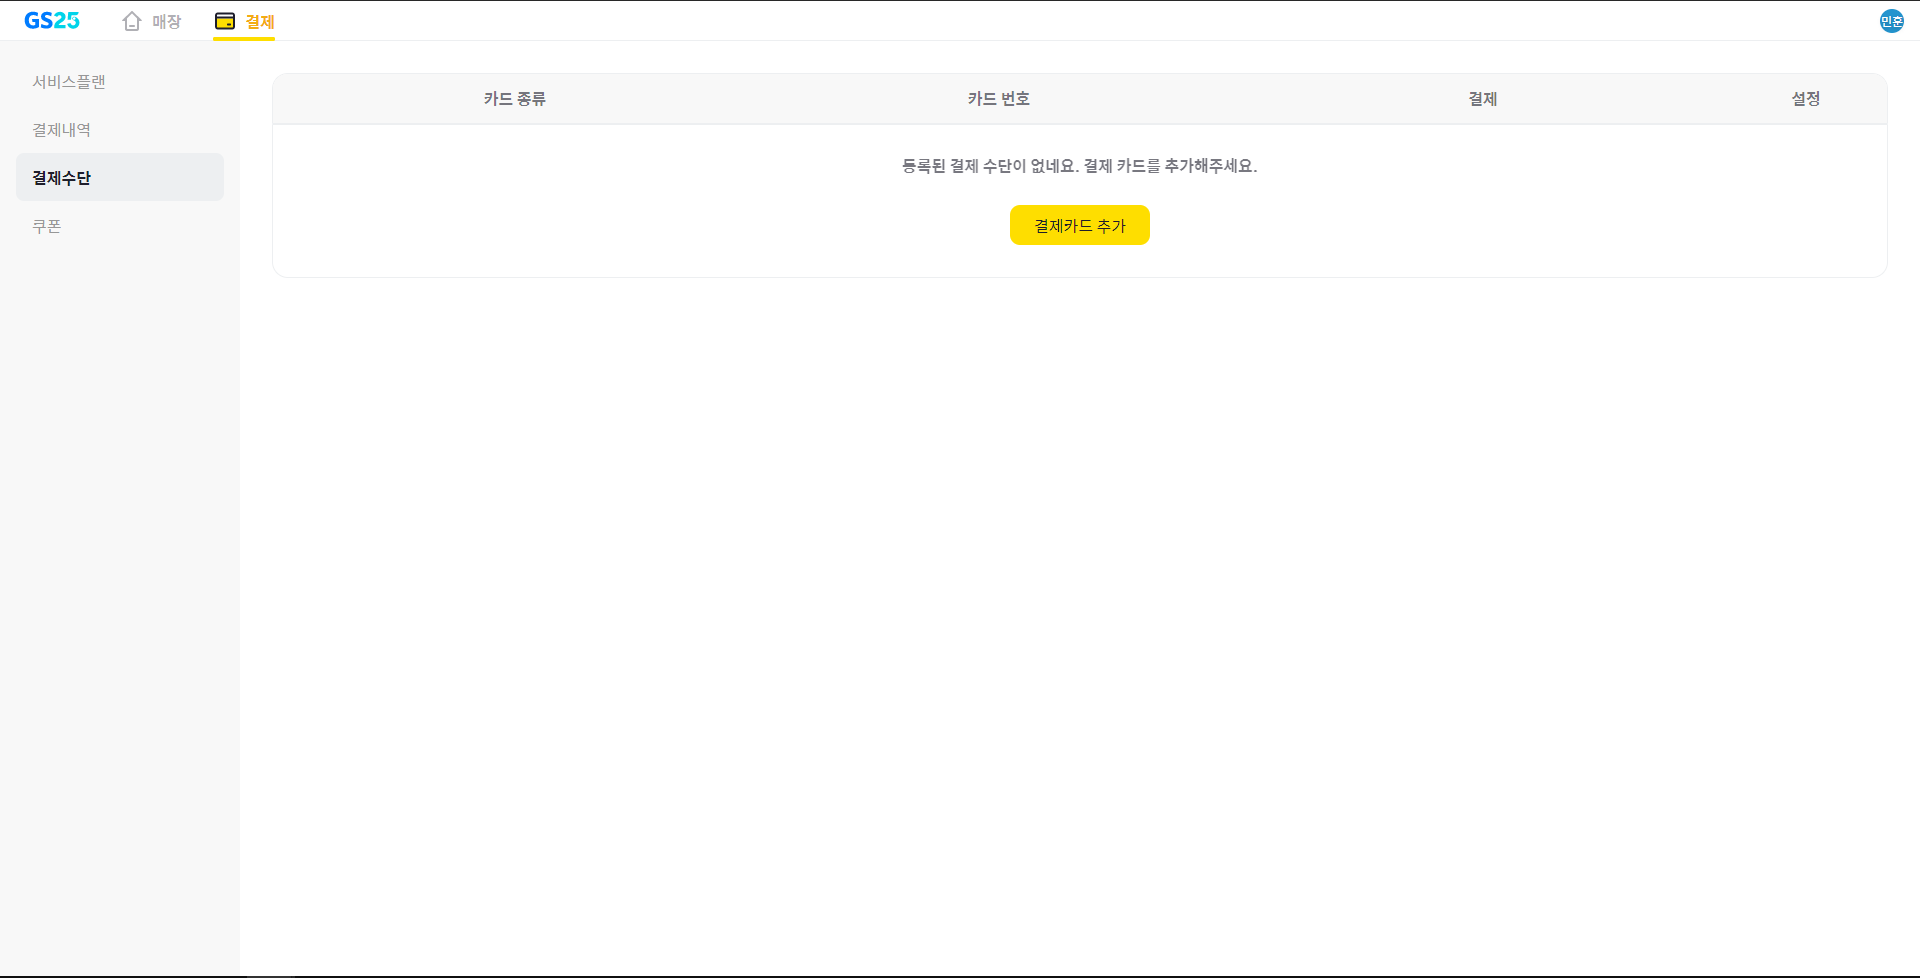 GS25 매장 결제 민훈
서비스플랜
결제내역
결제수단
쿠폰
카드 종류 카드 번호 결제 설정
등록된 결제 수단이 없네요. 결제 카드를 추가해주세요.
결제카드 추가